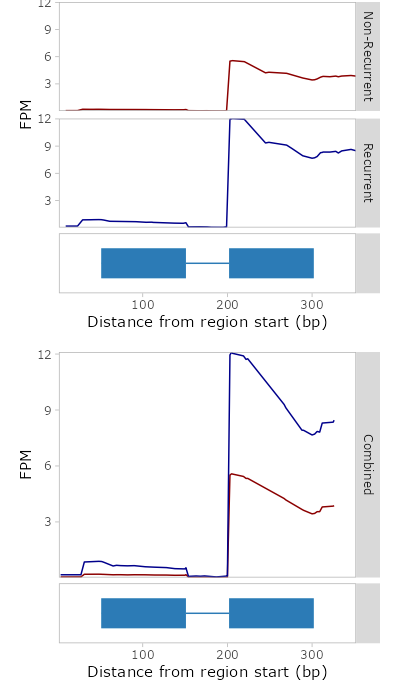 12
9
6
3
Non-Recurrent
FPM
12
9
6
3
Recurrent
100 200 300
Distance from region start (bp)
12
9
6
3
FPM
Combined
100 200 300
Distance from region start (bp)